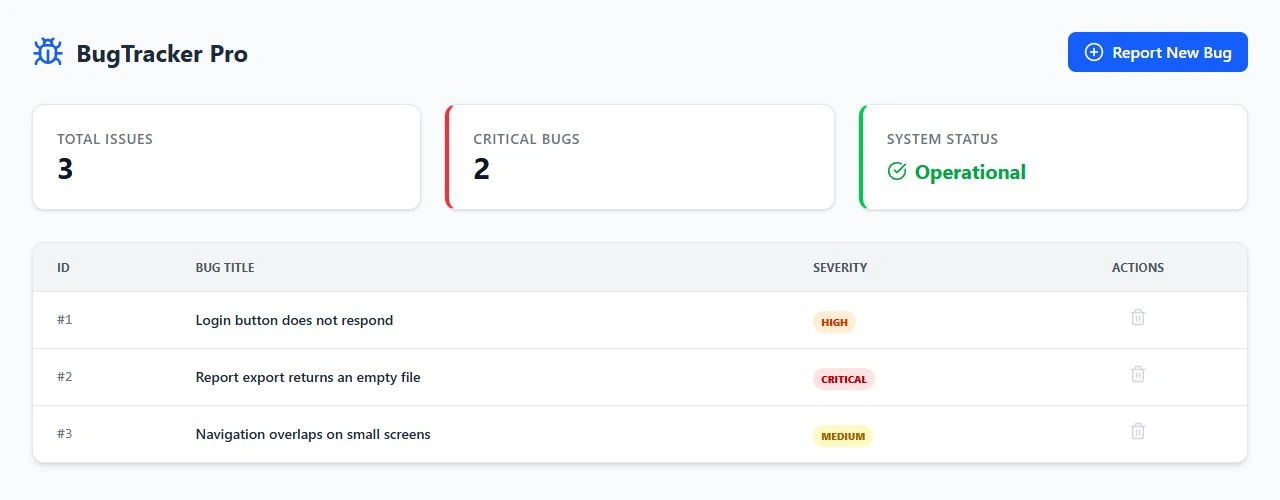 BugTracker Pro
Report New Bug
TOTAL ISSUES
3
CRITICAL BUGS
2
SYSTEM STATUS
Operational
ID BUG TITLE SEVERITY ACTIONS
#1 Login button does not respond HIGH
#2 Report export returns an empty file CRITICAL
#3 Navigation overlaps on small screens MEDIUM